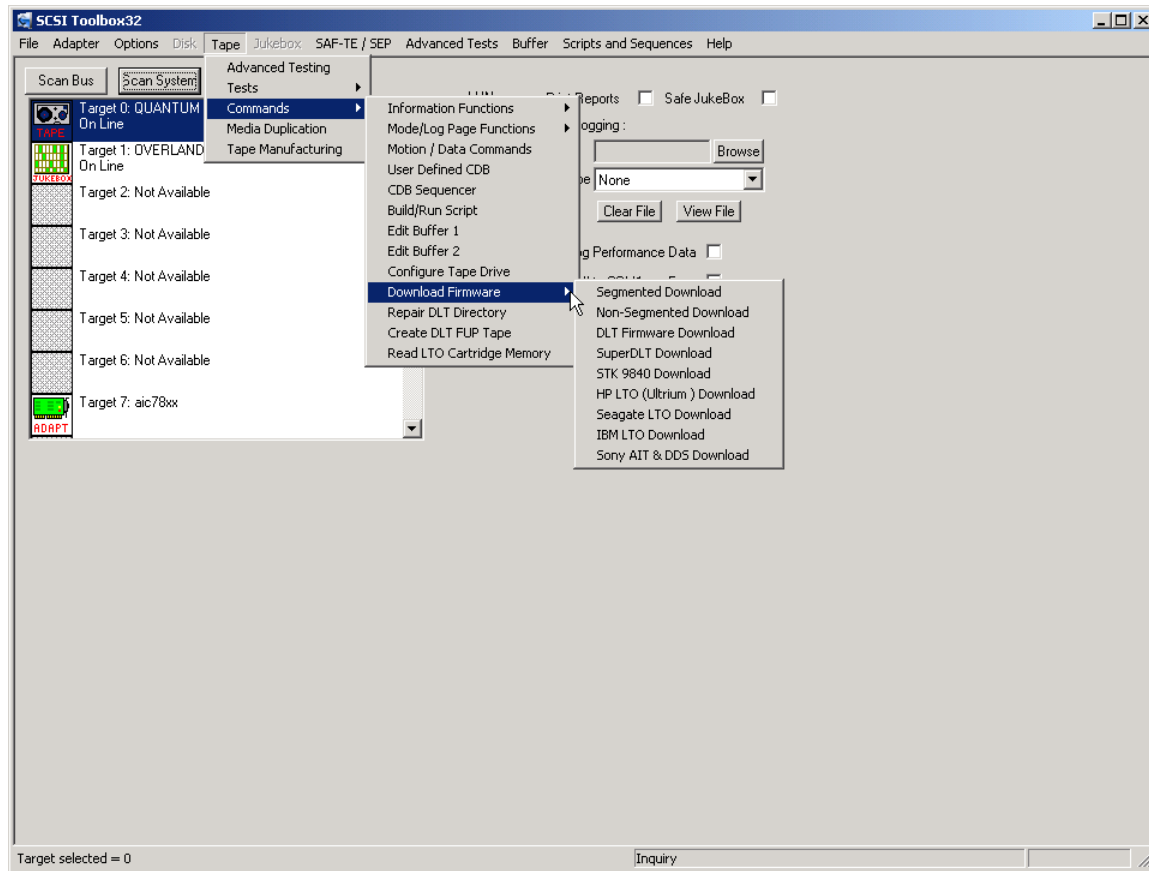 SCSI Toolbox32
File Adapter Options Disk Tape Jukebox SAF-TE / SEP Advanced Tests Buffer Scripts and Sequences Help
Scan Bus
Scan System
Target 0: QUANTUM
On Line
TAPE
Target 1: OVERLAND
On Line
JUKEBOX
Target 2: Not Available
Target 3: Not Available
Target 4: Not Available
Target 5: Not Available
Target 6: Not Available
Target 7: aic78xx
ADAPT
Advanced Testing
Tests
Commands
Media Duplication
Tape Manufacturing
Information Functions
Mode/Log Page Functions
Motion / Data Commands
User Defined CDB
CDB Sequencer
Build/Run Script
Edit Buffer 1
Edit Buffer 2
Configure Tape Drive
Download Firmware
Repair DLT Directory
Create DLT FUP Tape
Read LTO Cartridge Memory
Segmented Download
Non-Segmented Download
DLT Firmware Download
SuperDLT Download
STK 9840 Download
HP LTO (Ultrium ) Download
Seagate LTO Download
IBM LTO Download
Sony AIT & DDS Download
Reports Safe JukeBox
ogging :
Browse
None
Clear File View File
Performance Data
Target selected = 0
Inquiry